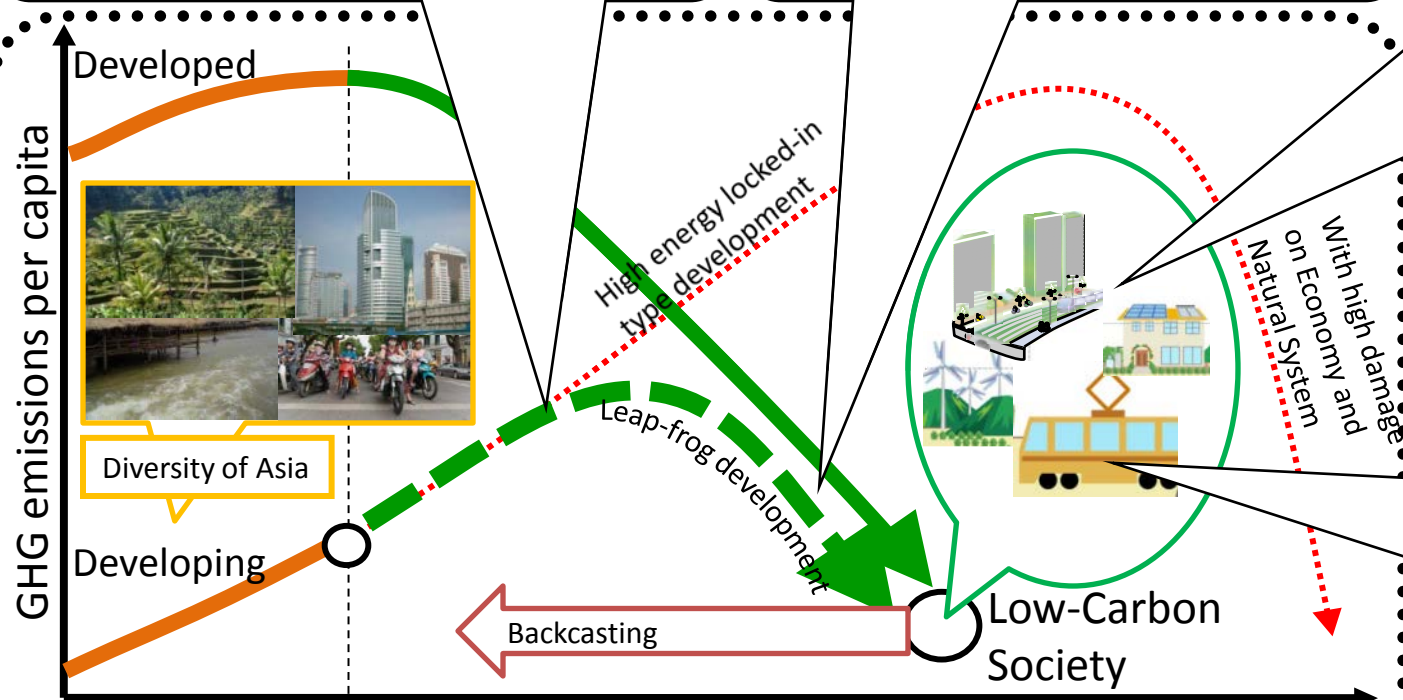 Developed
GHG emissions per capita
Diversity of Asia
Developing
High energy locked-in
type development
Leap-frog development
Backcasting
Low-Carbon
Society
With high damage
on Economy and
Natural System